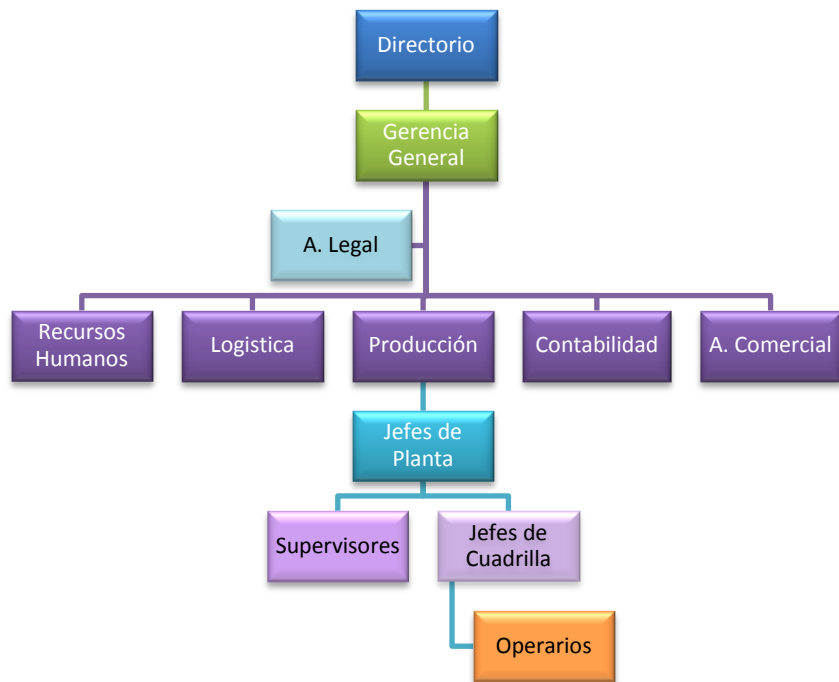 Directorio
Gerencia
General
A. Legal
Recursos
Humanos
Logistica
Producción
Contabilidad
A. Comercial
Jefes de
Planta
Supervisores
Jefes de
Cuadrilla
Operarios